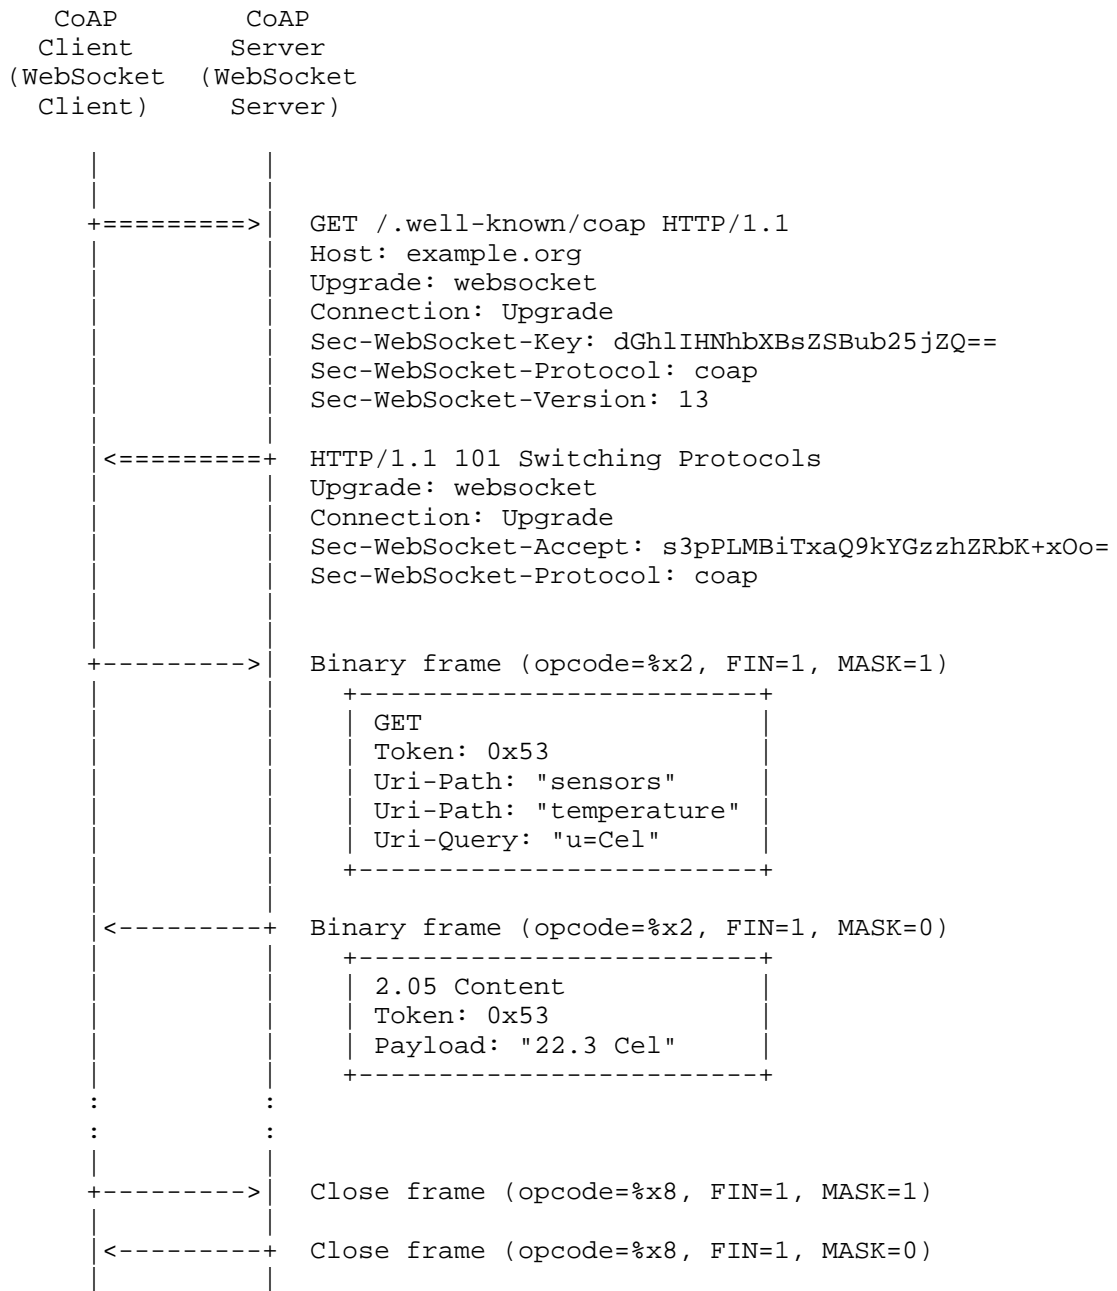 CoAP CoAP
Client Server
(WebSocket (WebSocket
Client) Server)
| |
| |
+=========>| GET /.well-known/coap HTTP/1.1
| | Host: example.org
| | Upgrade: websocket
| | Connection: Upgrade
| | Sec-WebSocket-Key: dGhlIHNhbXBsZSBub25jZQ==
| | Sec-WebSocket-Protocol: coap
| | Sec-WebSocket-Version: 13
| |
|<=========+ HTTP/1.1 101 Switching Protocols
| | Upgrade: websocket
| | Connection: Upgrade
| | Sec-WebSocket-Accept: s3pPLMBiTxaQ9kYGzzhZRbK+xOo=
| | Sec-WebSocket-Protocol: coap
| |
| |
+--------->| Binary frame (opcode=%x2, FIN=1, MASK=1)
| | +-------------------------+
| | | GET |
| | | Token: 0x53 |
| | | Uri-Path: "sensors" |
| | | Uri-Path: "temperature" |
| | | Uri-Query: "u=Cel" |
| | +-------------------------+
| |
|<---------+ Binary frame (opcode=%x2, FIN=1, MASK=0)
| | +-------------------------+
| | | 2.05 Content |
| | | Token: 0x53 |
| | | Payload: "22.3 Cel" |
| | +-------------------------+
: :
: :
| |
+--------->| Close frame (opcode=%x8, FIN=1, MASK=1)
| |
|<---------+ Close frame (opcode=%x8, FIN=1, MASK=0)
| |